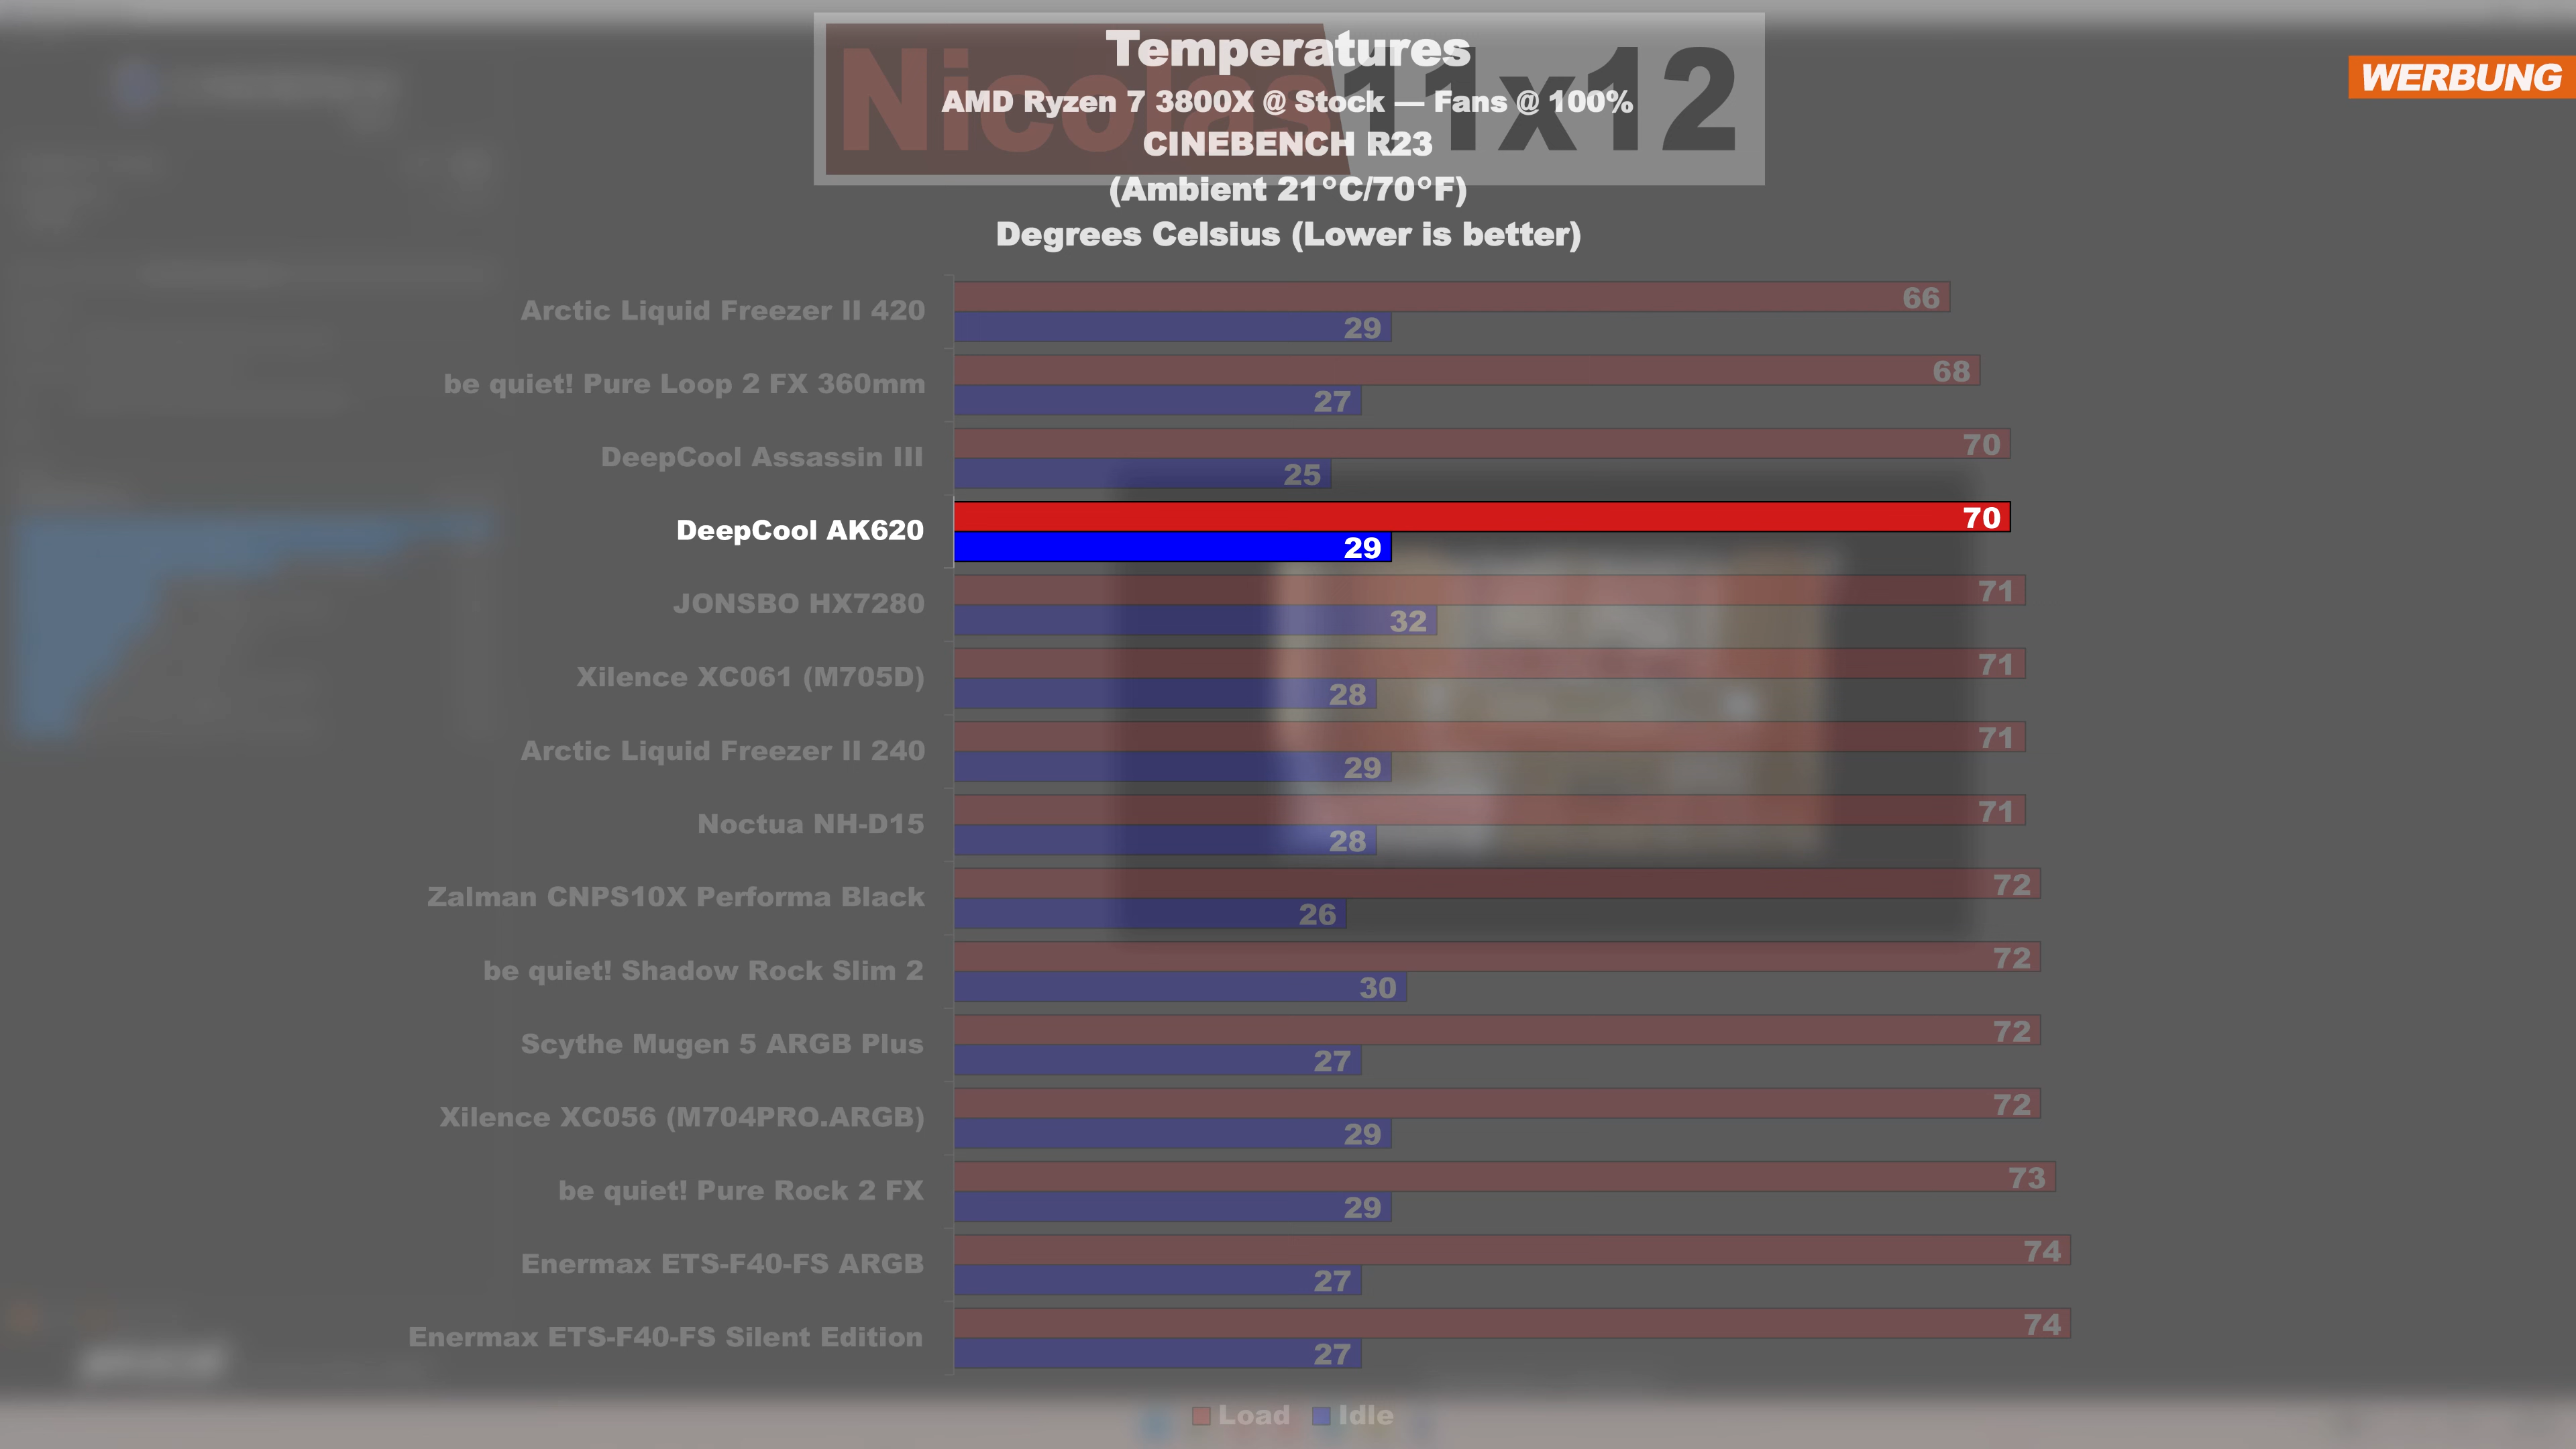 Nicolas11x12
Temperatures
AMD Ryzen 7 3800X @ Stock — Fans @ 100%
CINEBENCH R23
(Ambient 21°C/70°F)
Degrees Celsius (Lower is better)
WERBUNG
Arctic Liquid Freezer II 420
66
29
be quiet! Pure Loop 2 FX 360mm
68
27
DeepCool Assassin III
70
25
DeepCool AK620
70
29
JONSBO HX7280
71
32
Xilence XC061 (M705D)
71
28
Arctic Liquid Freezer II 240
71
29
Noctua NH-D15
71
28
Zalman CNPS10X Performa Black
72
26
be quiet! Shadow Rock Slim 2
72
30
Scythe Mugen 5 ARGB Plus
72
27
Xilence XC056 (M704PRO.ARGB)
72
29
be quiet! Pure Rock 2 FX
73
29
Enermax ETS-F40-FS ARGB
74
27
Enermax ETS-F40-FS Silent Edition
74
27
Load Idle